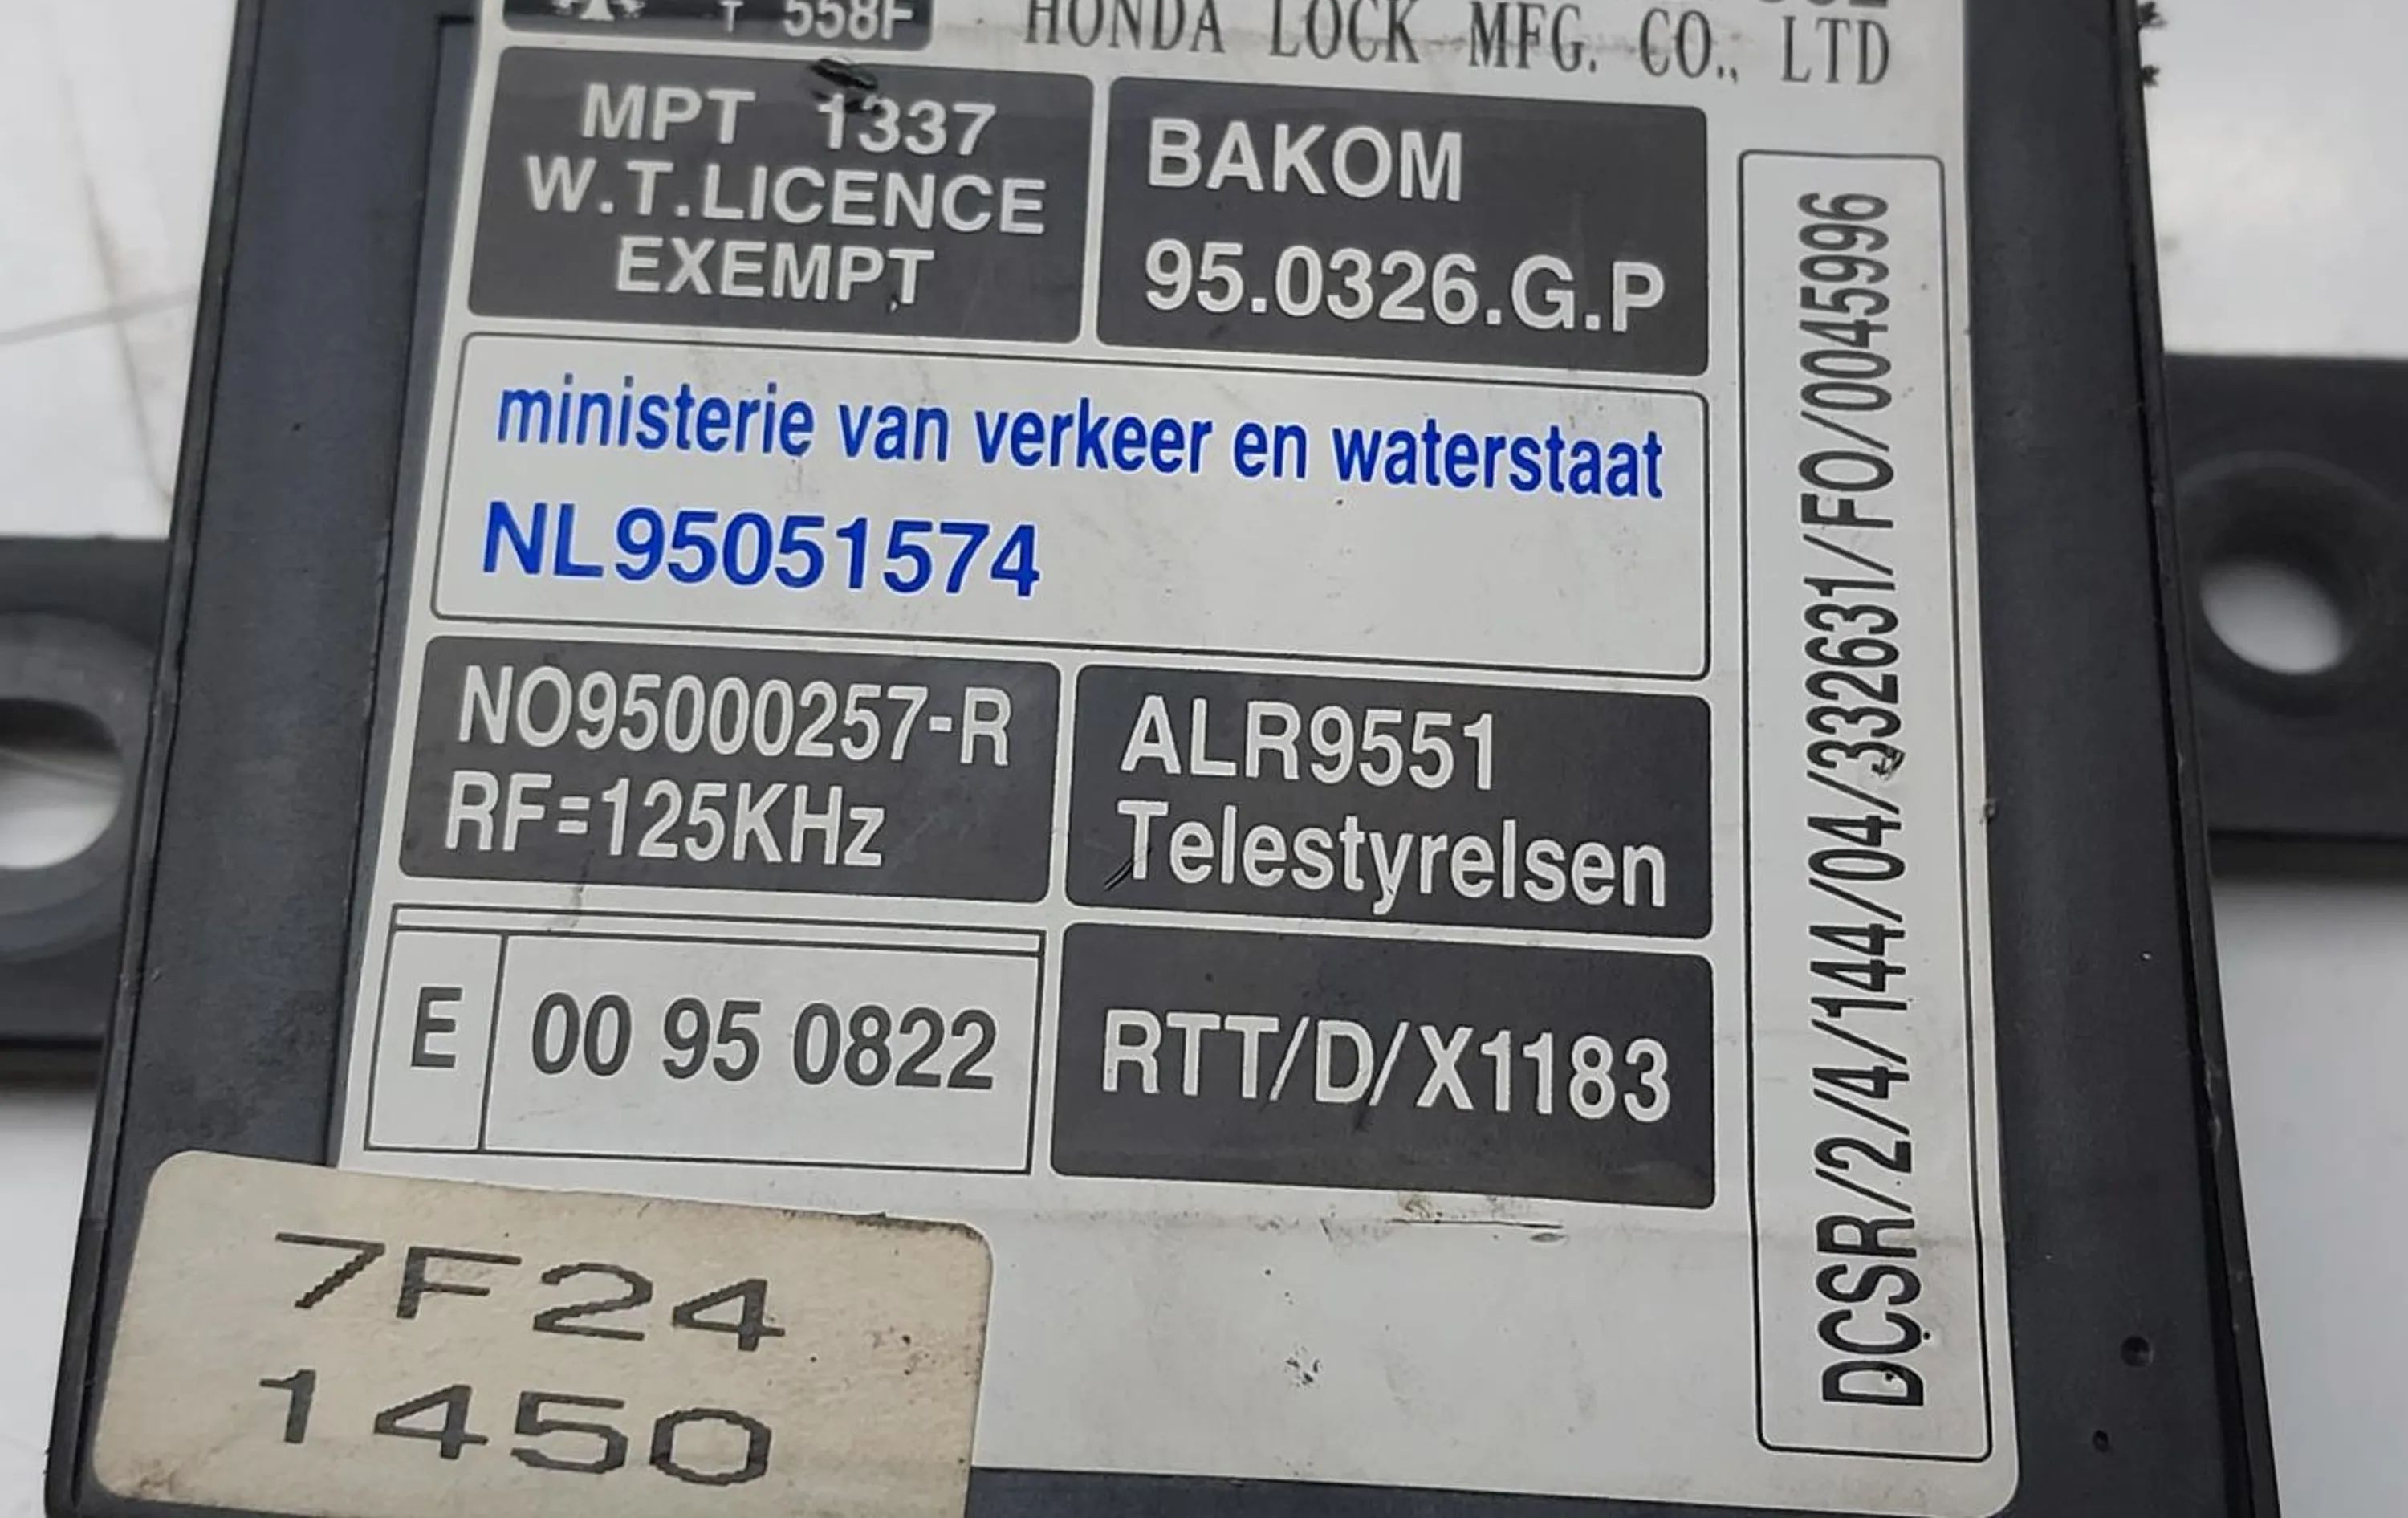 T 558F
HONDA LOCK MFG. CO., LTD
MPT 1337
W.T.LICENCE
EXEMPT
BAKOM
95.0326.G.P
ministerie van verkeer en waterstaat
NL95051574
NO95000257-R
RF=125KHz
ALR9551
Telestyrelsen
E 00 95 0822
RTT/D/X1183
DCSR/2/4/144/04/332631/FO/0045996
7F24
1450